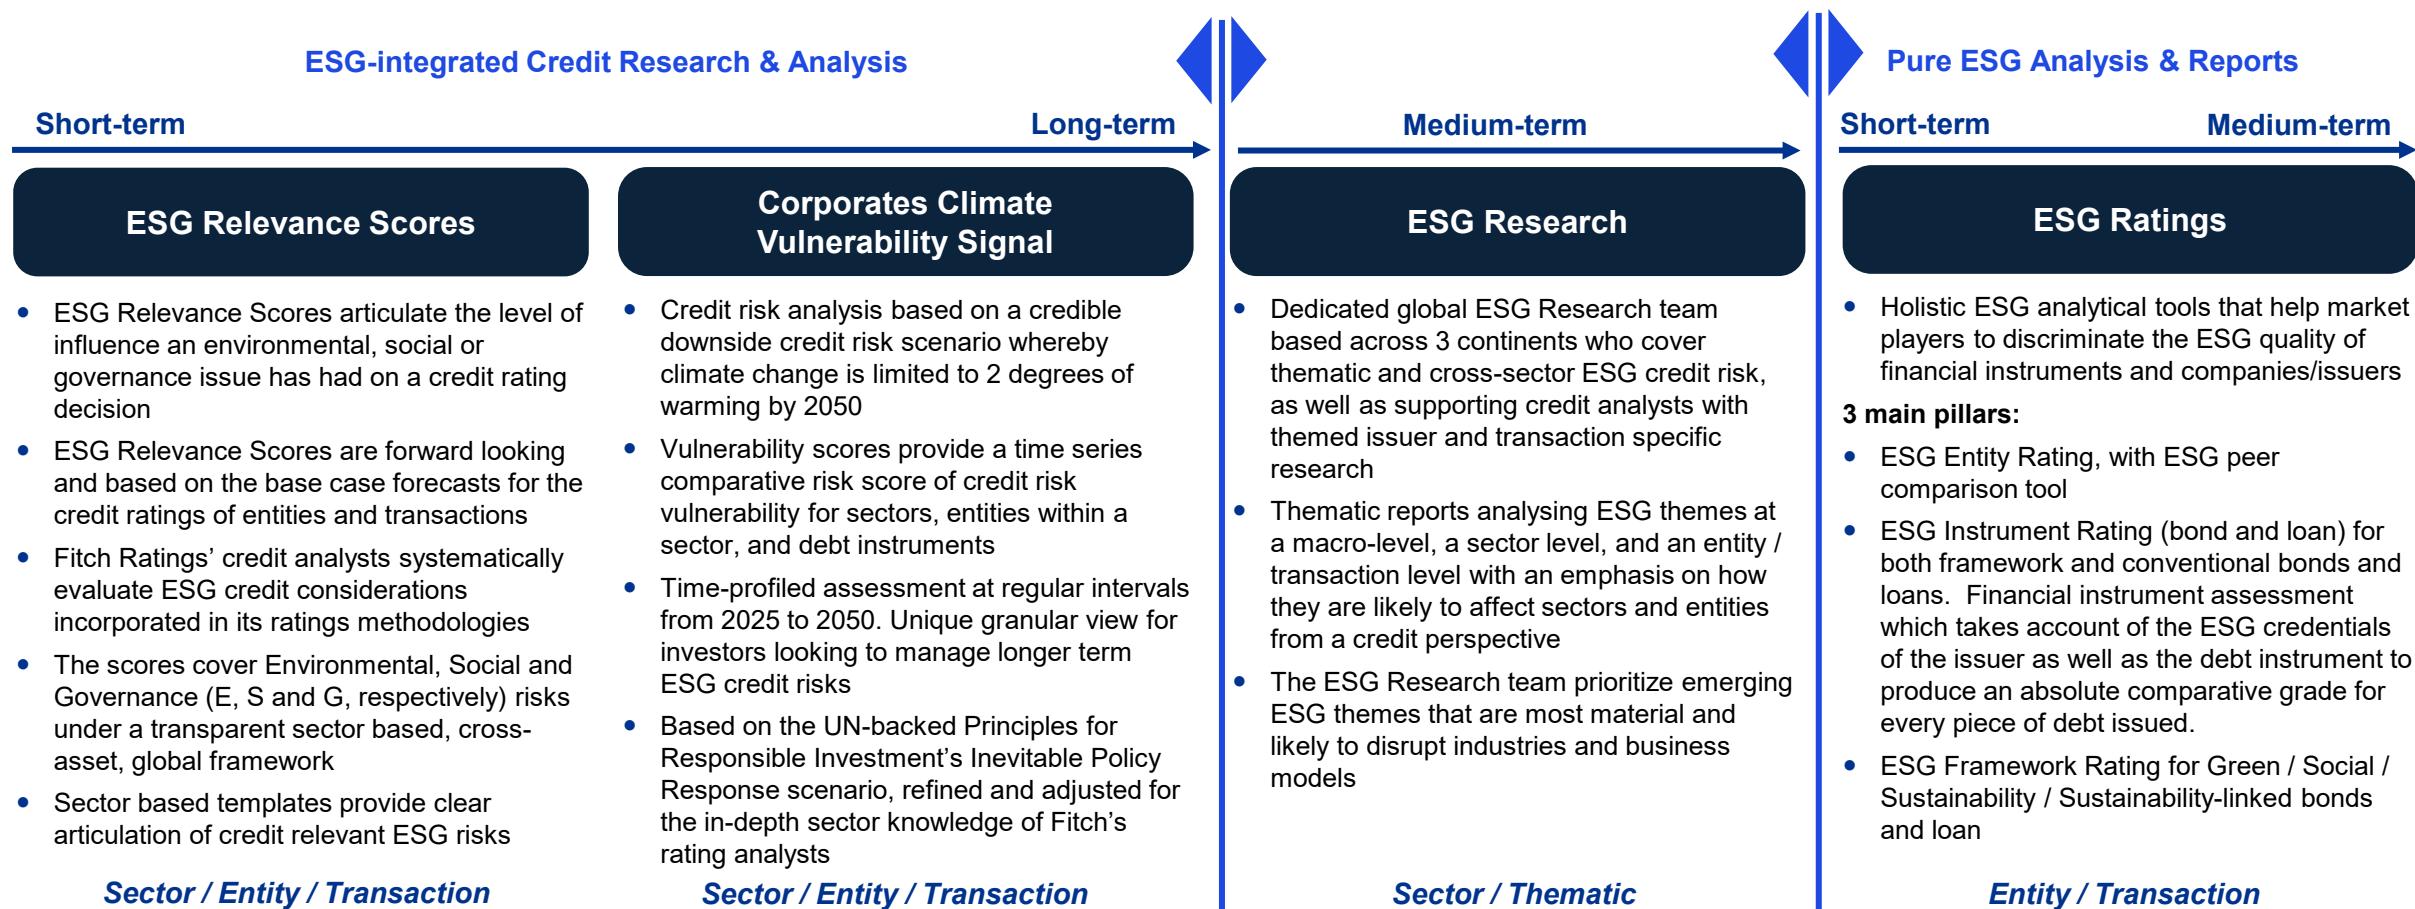 ESG-integrated Credit Research & Analysis
Pure ESG Analysis & Reports
Short-term
Long-term
Medium-term
Short-term
Medium-term
ESG Relevance Scores
• ESG Relevance Scores articulate the level of
influence an environmental, social or
governance issue has had on a credit rating
decision
• ESG Relevance Scores are forward looking
and based on the base case forecasts for the
credit ratings of entities and transactions
• Fitch Ratings’ credit analysts systematically
evaluate ESG credit considerations
incorporated in its ratings methodologies
• The scores cover Environmental, Social and
Governance (E, S and G, respectively) risks
under a transparent sector based, cross-
asset, global framework
• Sector based templates provide clear
articulation of credit relevant ESG risks
Sector / Entity / Transaction
Corporates Climate
Vulnerability Signal
• Credit risk analysis based on a credible
downside credit risk scenario whereby
climate change is limited to 2 degrees of
warming by 2050
• Vulnerability scores provide a time series
comparative risk score of credit risk
vulnerability for sectors, entities within a
sector, and debt instruments
• Time-profiled assessment at regular intervals
from 2025 to 2050. Unique granular view for
investors looking to manage longer term
ESG credit risks
• Based on the UN-backed Principles for
Responsible Investment’s Inevitable Policy
Response scenario, refined and adjusted for
the in-depth sector knowledge of Fitch’s
rating analysts
Sector / Entity / Transaction
ESG Research
• Dedicated global ESG Research team
based across 3 continents who cover
thematic and cross-sector ESG credit risk,
as well as supporting credit analysts with
themed issuer and transaction specific
research
• Thematic reports analysing ESG themes at
a macro-level, a sector level, and an entity /
transaction level with an emphasis on how
they are likely to affect sectors and entities
from a credit perspective
• The ESG Research team prioritize emerging
ESG themes that are most material and
likely to disrupt industries and business
models
Sector / Thematic
ESG Ratings
• Holistic ESG analytical tools that help market
players to discriminate the ESG quality of
financial instruments and companies/issuers
3 main pillars:
• ESG Entity Rating, with ESG peer
comparison tool
• ESG Instrument Rating (bond and loan) for
both framework and conventional bonds and
loans.  Financial instrument assessment
which takes account of the ESG credentials
of the issuer as well as the debt instrument to
produce an absolute comparative grade for
every piece of debt issued.
• ESG Framework Rating for Green / Social /
Sustainability / Sustainability-linked bonds
and loan
Entity / Transaction